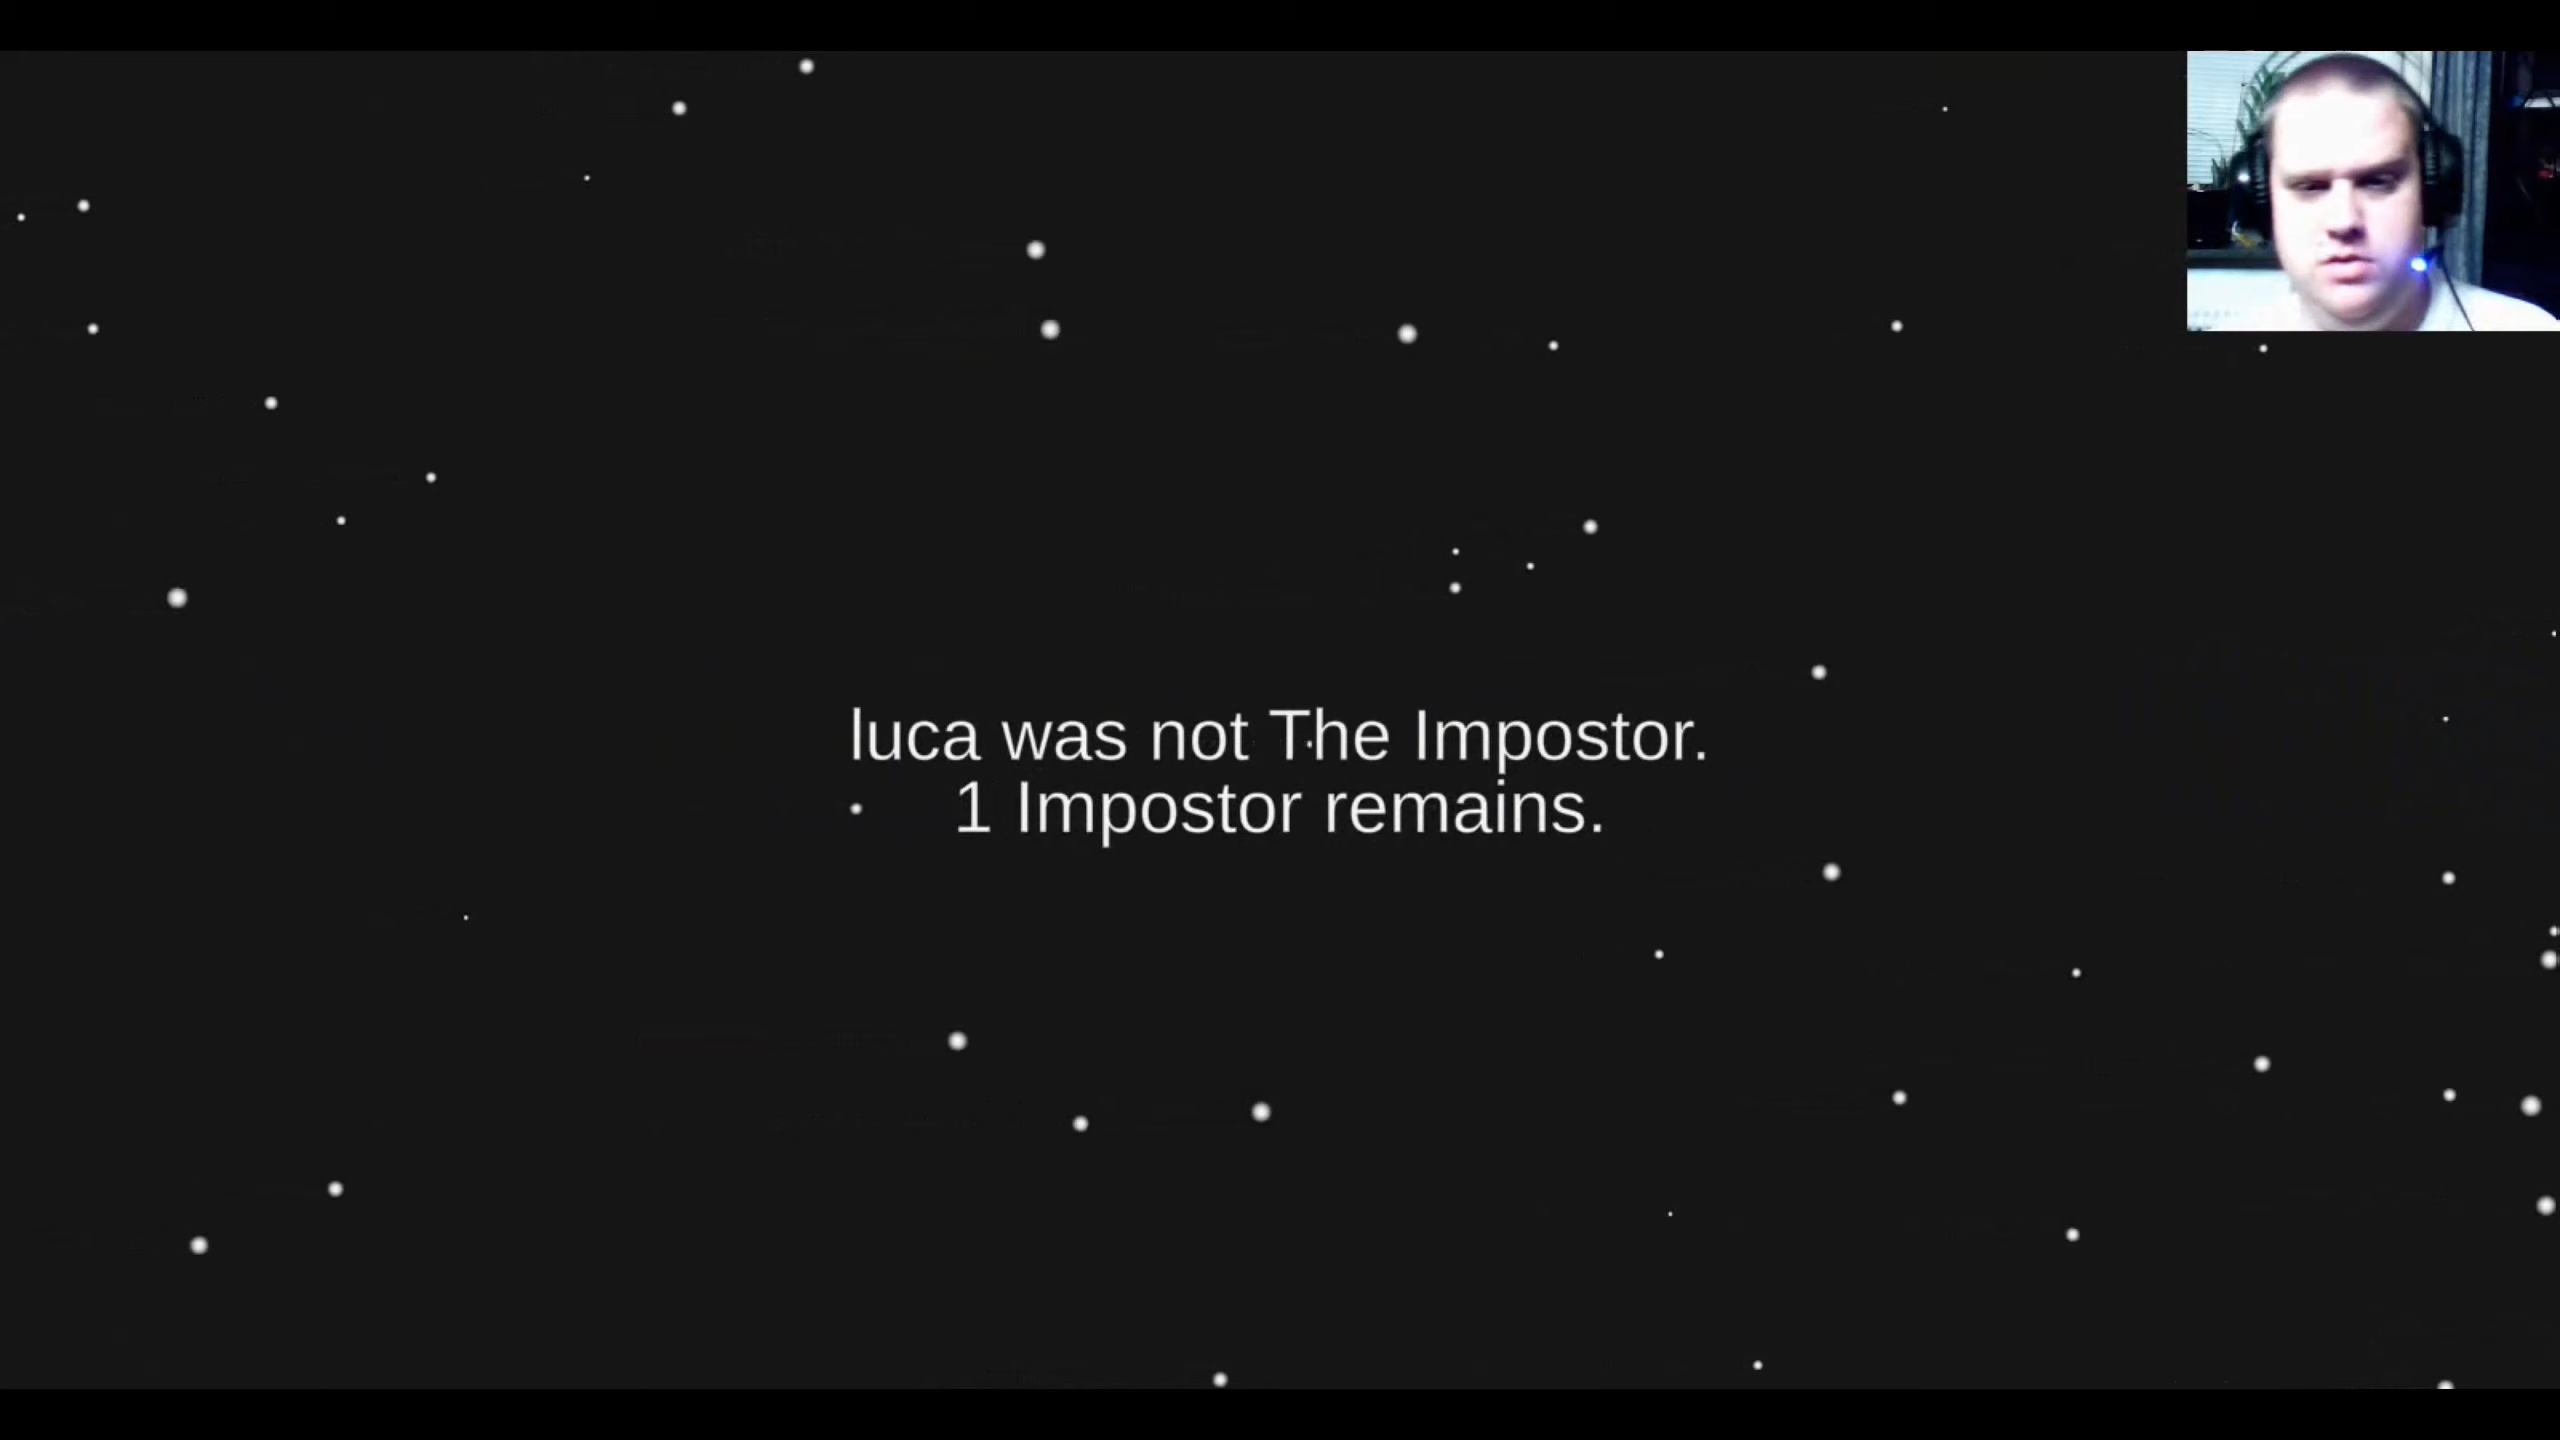 luca was not The Impostor.
1 Impostor remains.